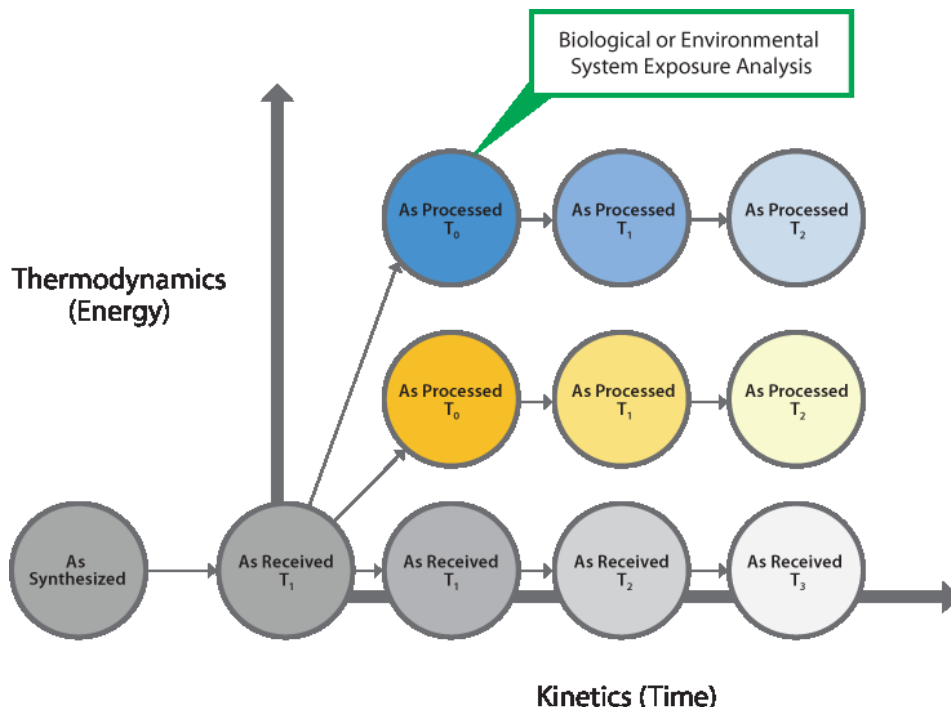 Biological or Environmental
System Exposure Analysis
As Processed
T₀
As Processed
T₁
As Processed
T₂
Thermodynamics
(Energy)
As Processed
T₀
As Processed
T₁
As Processed
T₂
As
Synthesized
As Received
T₁
As Received
T₁
As Received
T₂
As Received
T₃
Kinetics (Time)